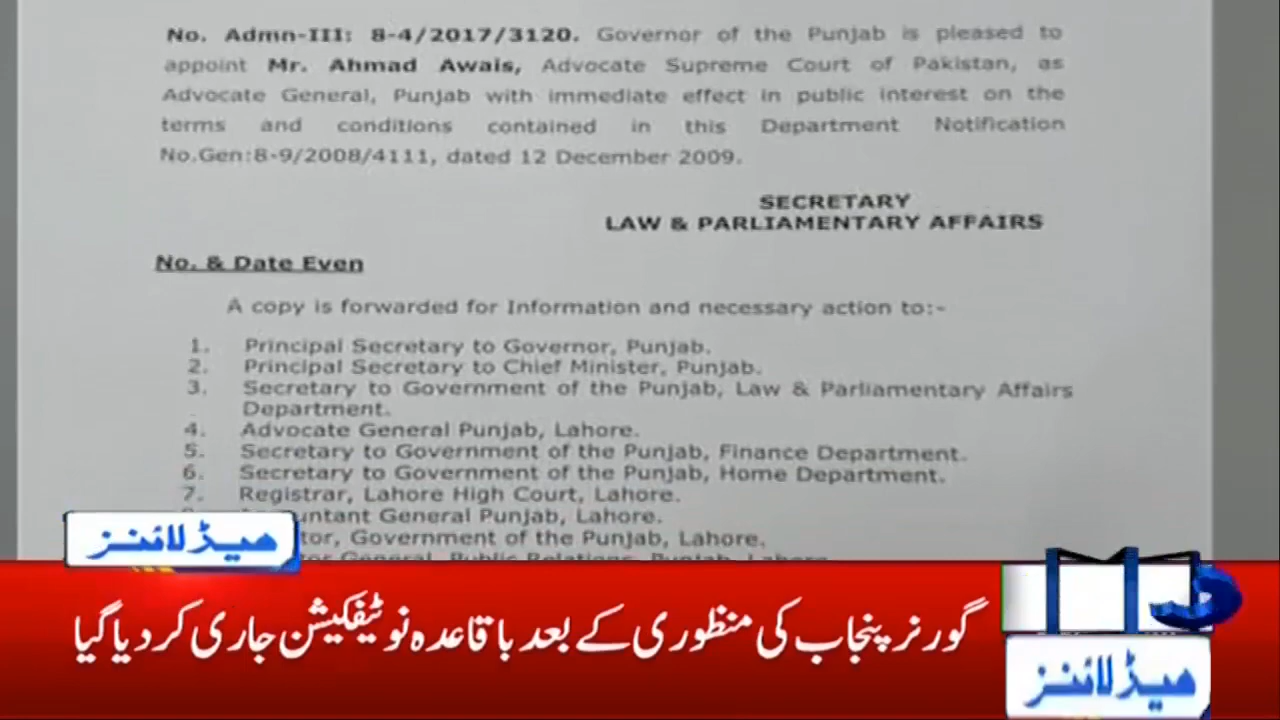 No. Admn-III: 8-4/2017/3120. Governor of the Punjab is pleased to
appoint Mr. Ahmad Awais, Advocate Supreme Court of Pakistan, as
Advocate General, Punjab with immediate effect in public interest on the
terms and conditions contained in this Department Notification
No.Gen:8-9/2008/4111, dated 12 December 2009.
SECRETARY
LAW & PARLIAMENTARY AFFAIRS
No. & Date Even
A copy is forwarded for Information and necessary action to:-
1. Principal Secretary to Governor, Punjab.
2. Principal Secretary to Chief Minister, Punjab.
3. Secretary to Government of the Punjab, Law & Parliamentary Affairs
Department.
4. Advocate General Punjab, Lahore.
5. Secretary to Government of the Punjab, Finance Department.
6. Secretary to Government of the Punjab, Home Department.
7. Registrar, Lahore High Court, Lahore.
General Punjab, Lahore.
Government of the Punjab, Lahore.
General, Public Relations, Punjab, Lahore
ہیڈلائنز
گورنر پنجاب کی منظوری کے بعد باقاعدہ نوٹیفکیشن جاری کر دیا گیا
ہیڈلائنز